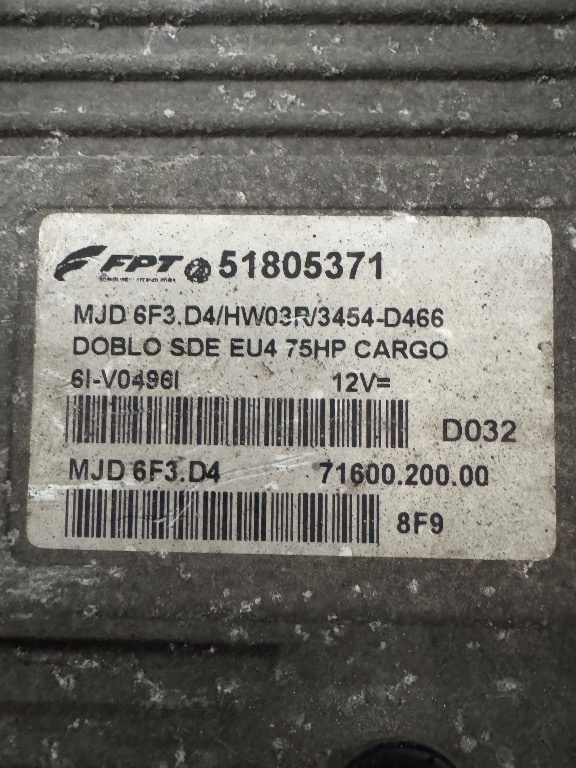 FPT 51805371
MJD 6F3.D4/HW03R/3454-D466
DOBLO SDE EU4 75HP CARGO
6I-V0496I 12V=
D032
MJD 6F3.D4 71600.200.00
8F9